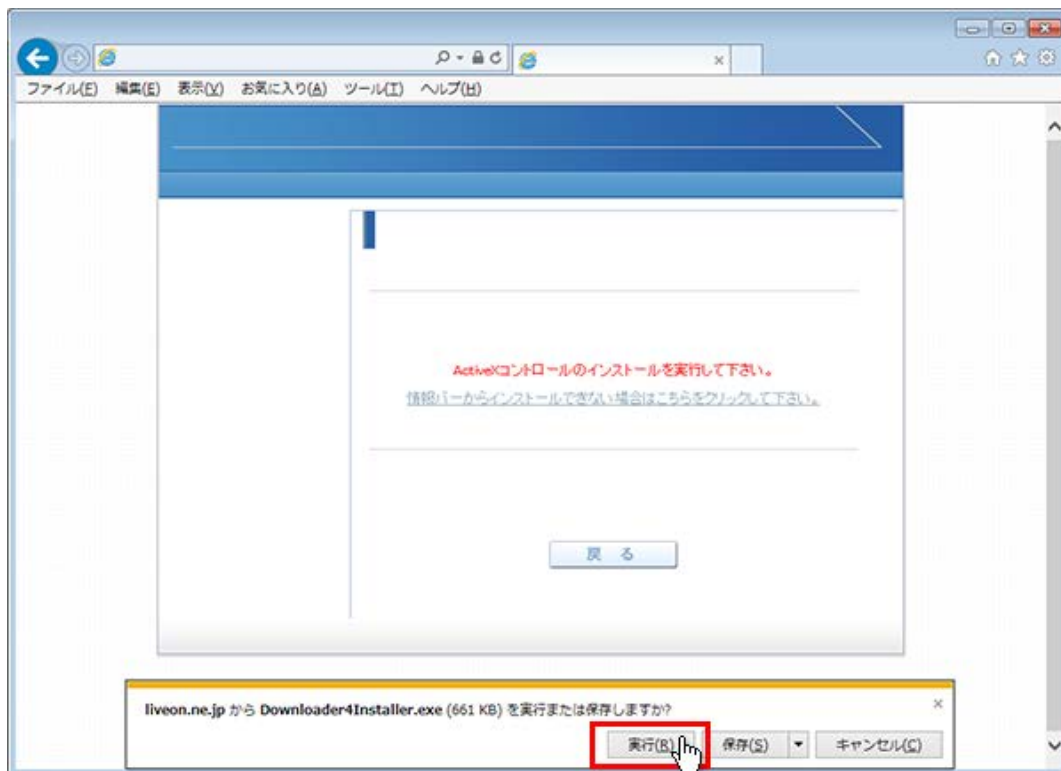 ファイル(F) 編集(E) 表示(V) お気に入り(A) ツール(T) ヘルプ(H)
ActiveXコントロールのインストールを実行して下さい。
情報バーからインストールできない場合はこちらをクリックして下さい。
戻 る
liveon.ne.jp から Downloader4Installer.exe (661 KB) を実行または保存しますか?
実行(R) 保存(S) キャンセル(C)